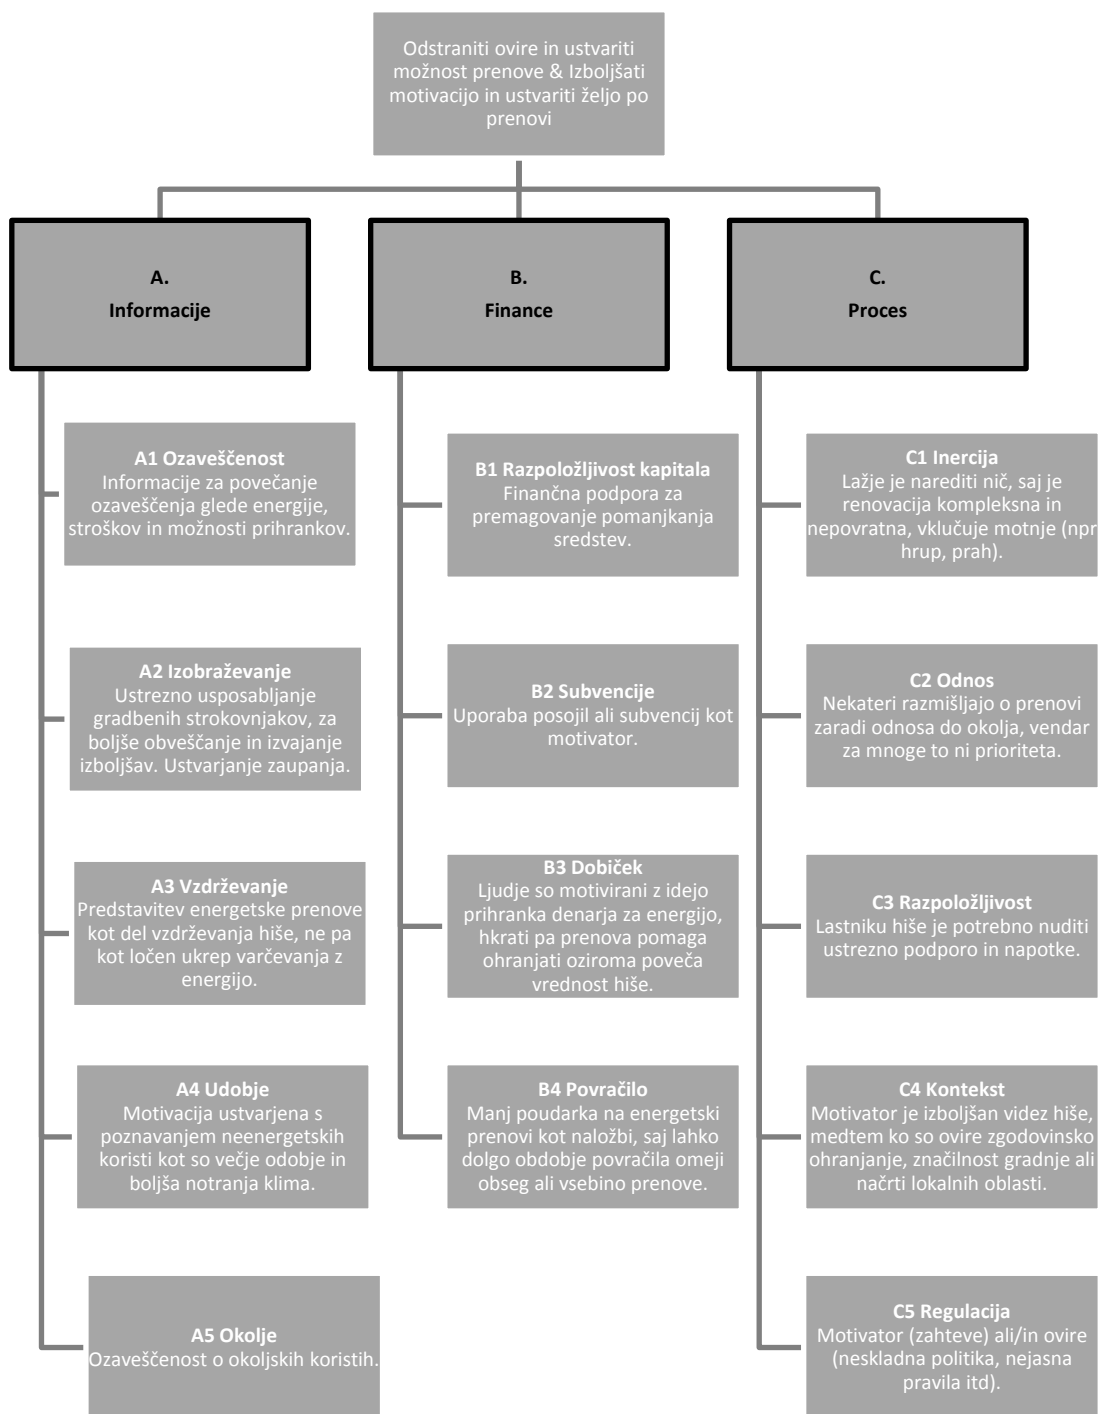 Odstraniti ovire in ustvariti
možnost prenove & Izboljšati
motivacijo in ustvariti željo po
prenovi
A.
Informacije
B.
Finance
C.
Proces
A1 Ozaveščenost
Informacije za povečanje
ozaveščenja glede energije,
stroškov in možnosti prihrankov.
A2 Izobraževanje
Ustrezno usposabljanje
gradbenih strokovnjakov, za
boljše obveščanje in izvajanje
izboljšav. Ustvarjanje zaupanja.
A3 Vzdrževanje
Predstavitev energetske prenove
kot del vzdrževanja hiše, ne pa
kot ločen ukrep varčevanja z
energijo.
A4 Udobje
Motivacija ustvarjena s
poznavanjem neenergetskih
koristi kot so večje odobje in
boljša notranja klima.
A5 Okolje
Ozaveščenost o okoljskih koristih.
B1 Razpoložljivost kapitala
Finančna podpora za
premagovanje pomanjkanja
sredstev.
B2 Subvencije
Uporaba posojil ali subvencij kot
motivator.
B3 Dobiček
Ljudje so motivirani z idejo
prihranka denarja za energijo,
hkrati pa prenova pomaga
ohranjati oziroma poveča
vrednost hiše.
B4 Povračilo
Manj poudarka na energetski
prenovi kot naložbi, saj lahko
dolgo obdobje povračila omeji
obseg ali vsebino prenove.
C1 Inercija
Lažje je narediti nič, saj je
renovacija kompleksna in
nepovratna, vključuje motnje (npr
hrup, prah).
C2 Odnos
Nekateri razmišljajo o prenovi
zaradi odnosa do okolja, vendar
za mnoge to ni prioriteta.
C3 Razpoložljivost
Lastniku hiše je potrebno nuditi
ustrezno podporo in napotke.
C4 Kontekst
Motivator je izboljšan videz hiše,
medtem ko so ovire zgodovinsko
ohranjanje, značilnost gradnje ali
načrti lokalnih oblasti.
C5 Regulacija
Motivator (zahteve) ali/in ovire
(neskladna politika, nejasna
pravila itd).